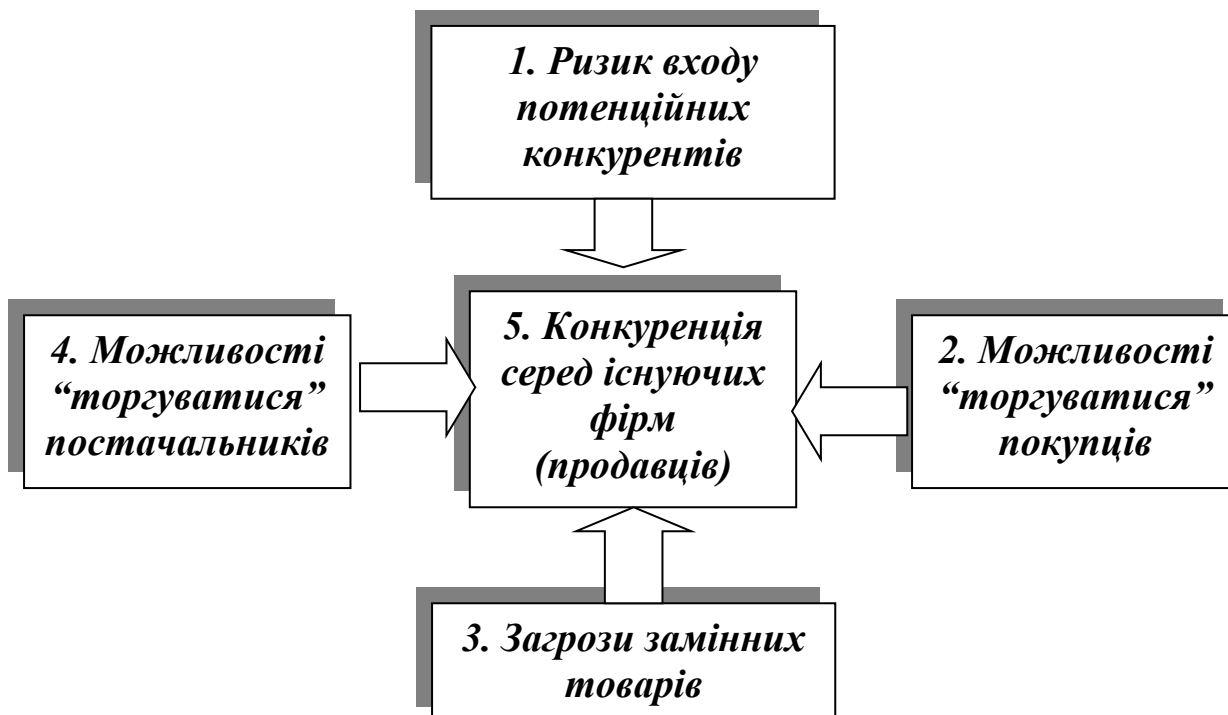 1. Ризик входу
потенційних
конкурентів
4. Можливості
“торгуватися”
постачальників
5. Конкуренція
серед існуючих
фірм
(продавців)
2. Можливості
“торгуватися”
покупців
3. Загрози замінних
товарів